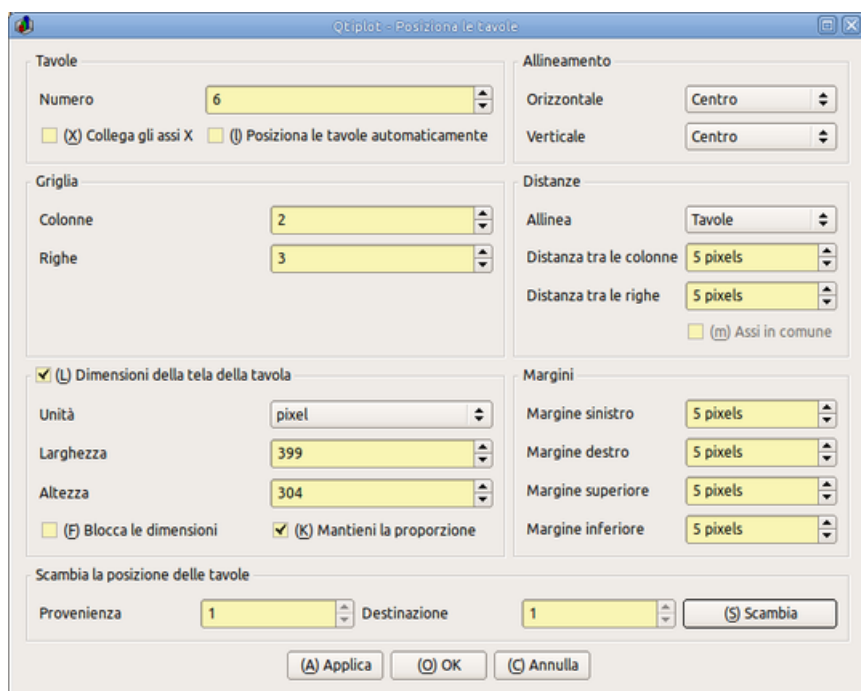 Qtiplot - Posiziona le tavole
Tavole
Numero 6
(X) Collega gli assi X (I) Posiziona le tavole automaticamente
Allineamento
Orizzontale Centro
Verticale Centro
Griglia
Colonne 2
Righe 3
Distanze
Allinea Tavole
Distanza tra le colonne 5 pixels
Distanza tra le righe 5 pixels
(m) Assi in comune
(L) Dimensioni della tela della tavola
Unità pixel
Larghezza 399
Altezza 304
(F) Blocca le dimensioni (K) Mantieni la proporzione
Margini
Margine sinistro 5 pixels
Margine destro 5 pixels
Margine superiore 5 pixels
Margine inferiore 5 pixels
Scambia la posizione delle tavole
Provenienza 1 Destinazione 1 (S) Scambia
(A) Applica (O) OK (C) Annulla